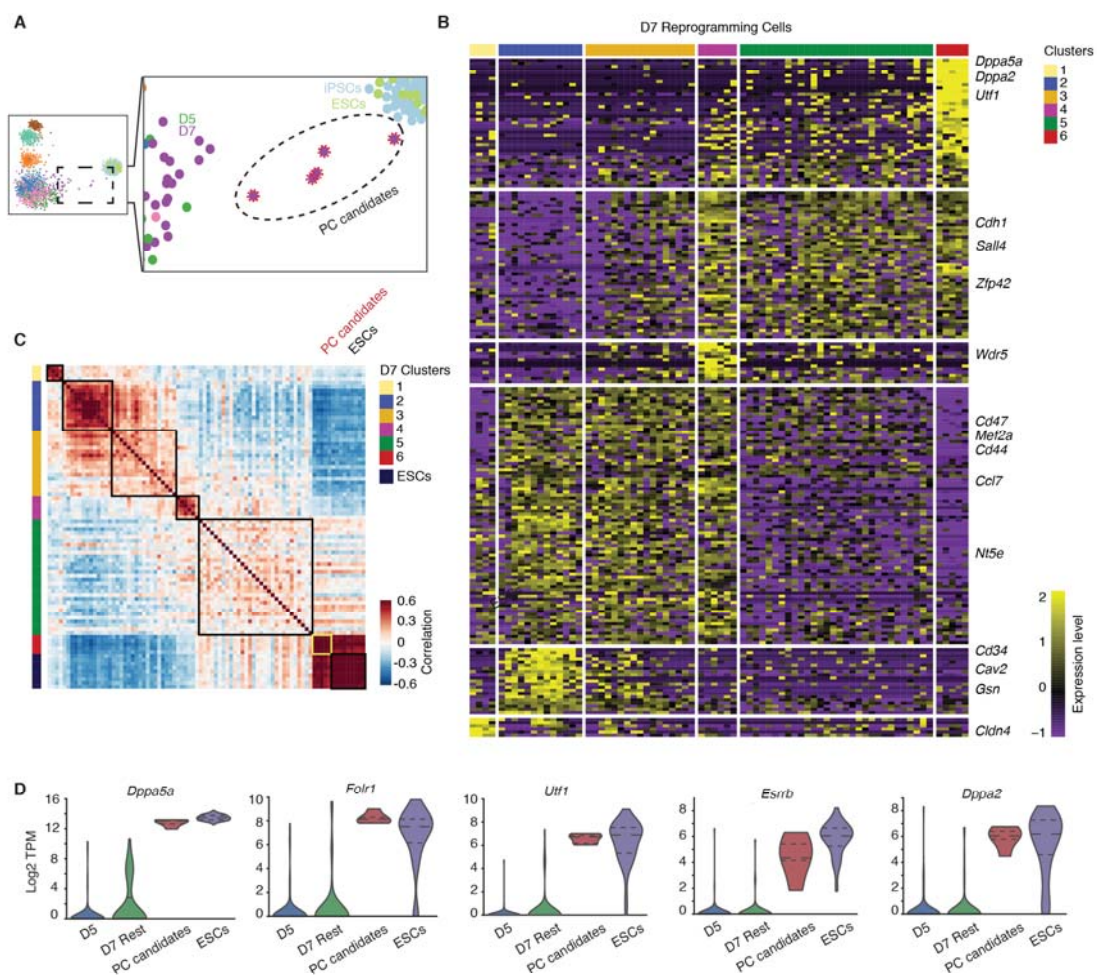 A
iPSCs
ESCs
D5
D7
PC candidates
B
D7 Reprogramming Cells
Clusters
1
2
3
4
5
6
Dppa5a
Dppa2
Utf1
Cdh1
Sall4
Zfp42
Wdr5
Cd47
Mef2a
Cd44
Ccl7
Nt5e
Cd34
Cav2
Gsn
Cldn4
2
1
0
−1
Expression level
C
PC candidates
ESCs
D7 Clusters
1
2
3
4
5
6
ESCs
0.6
0.3
0
-0.3
-0.6
Correlation
D
Log2 TPM
Dppa5a
16
12
8
4
0
D5
D7 Rest
PC candidates
ESCs
Folr1
10
8
6
4
2
0
D5
D7 Rest
PC candidates
ESCs
Utf1
10
8
6
4
2
0
D5
D7 Rest
PC candidates
ESCs
Esrrb
8
6
4
2
0
D5
D7 Rest
PC candidates
ESCs
Dppa2
8
6
4
2
0
D5
D7 Rest
PC candidates
ESCs